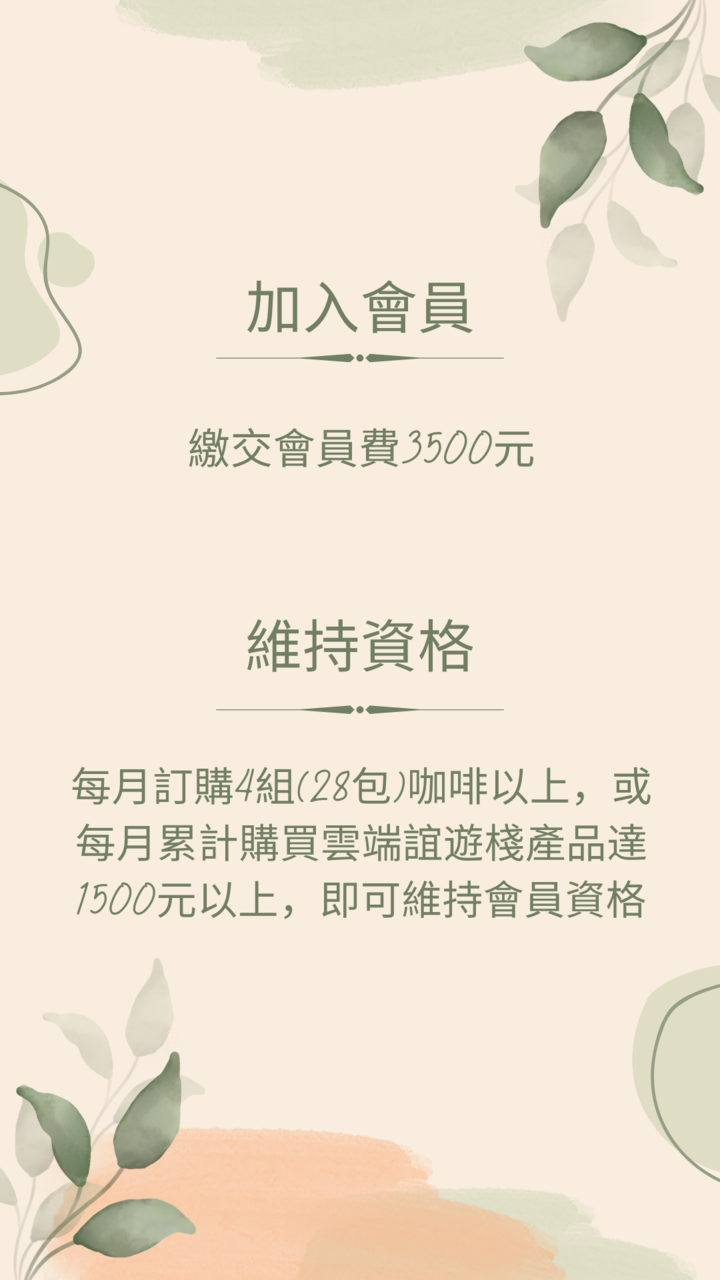 加入會員
繳交會員費3500元
維持資格
每月訂購4組(28包)咖啡以上，或
每月累計購買雲端誼遊棧產品達
1500元以上，即可維持會員資格